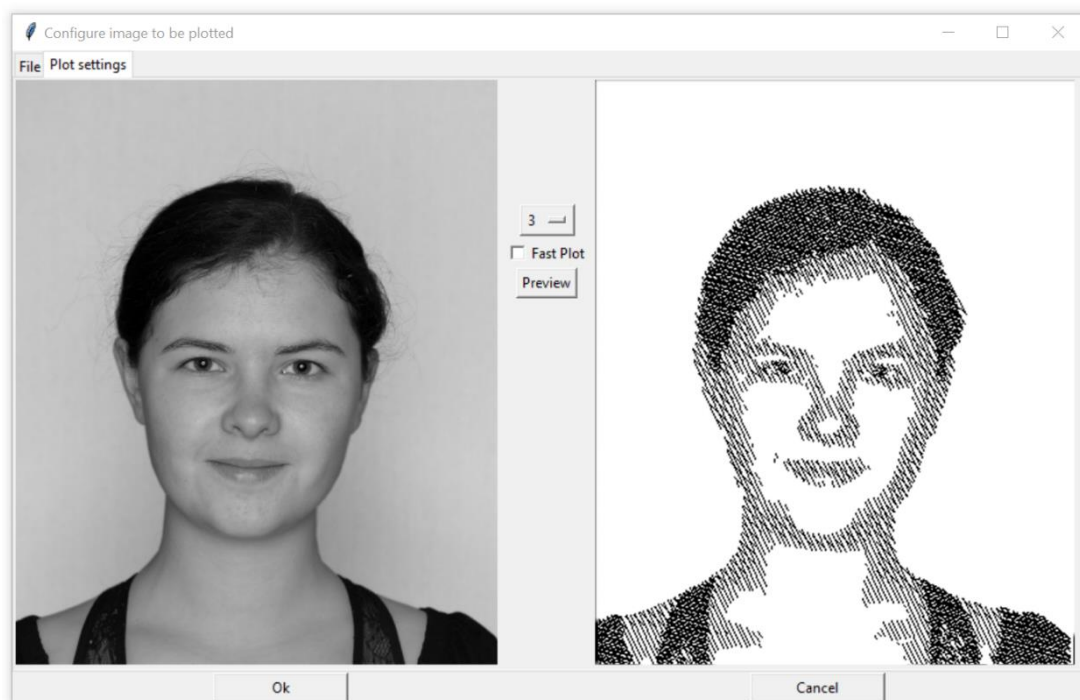 Configure image to be plotted
File Plot settings
3
Fast Plot
Preview
Ok Cancel